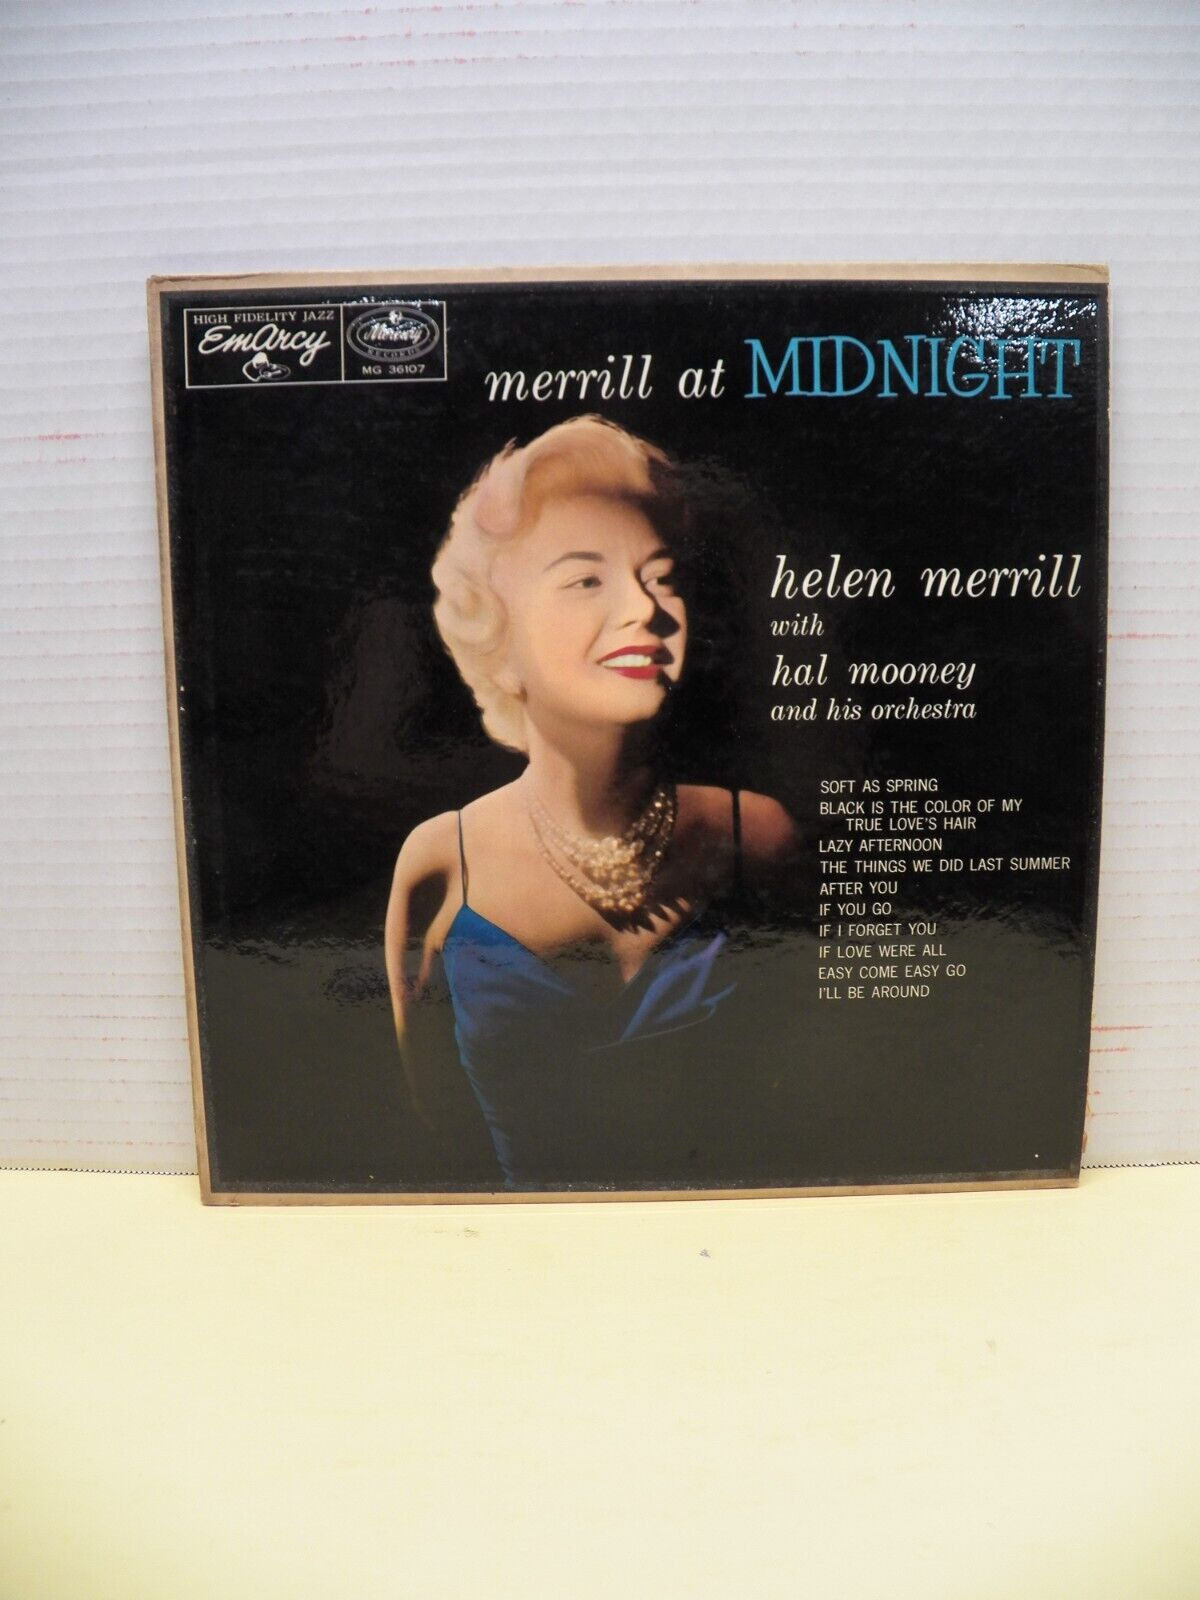 HIGH FIDELITY JAZZ
EmArcy
Mercury
RECORDS
MG 36107
merrill at MIDNIGHT
helen merrill
with
hal mooney
and his orchestra
SOFT AS SPRING
BLACK IS THE COLOR OF MY
TRUE LOVE'S HAIR
LAZY AFTERNOON
THE THINGS WE DID LAST SUMMER
AFTER YOU
IF YOU GO
IF I FORGET YOU
IF LOVE WERE ALL
EASY COME EASY GO
I'LL BE AROUND